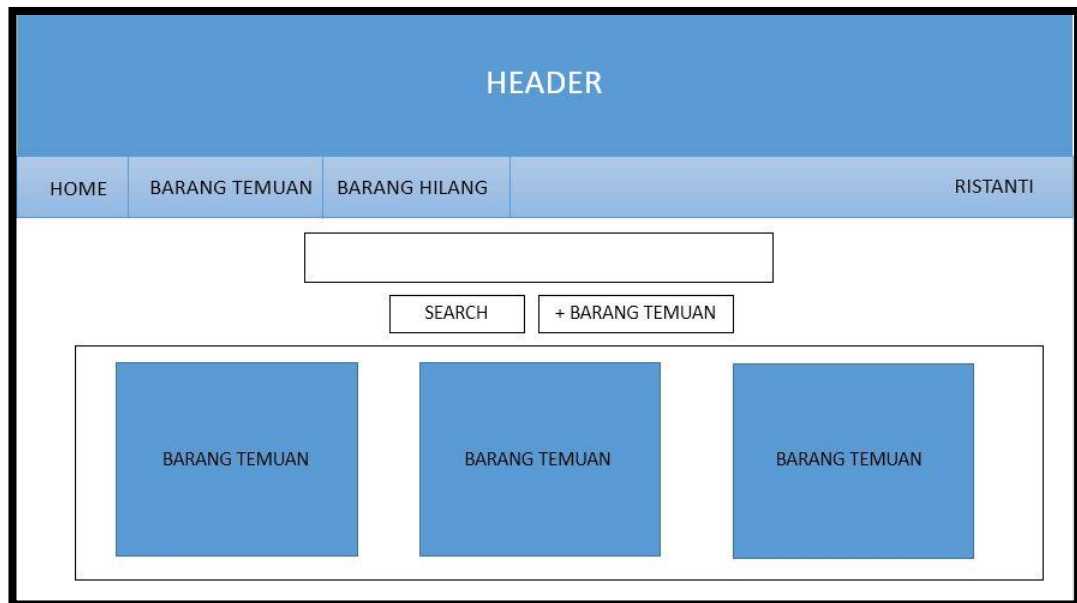 HEADER
HOME BARANG TEMUAN BARANG HILANG RISTANTI
SEARCH + BARANG TEMUAN
BARANG TEMUAN BARANG TEMUAN BARANG TEMUAN